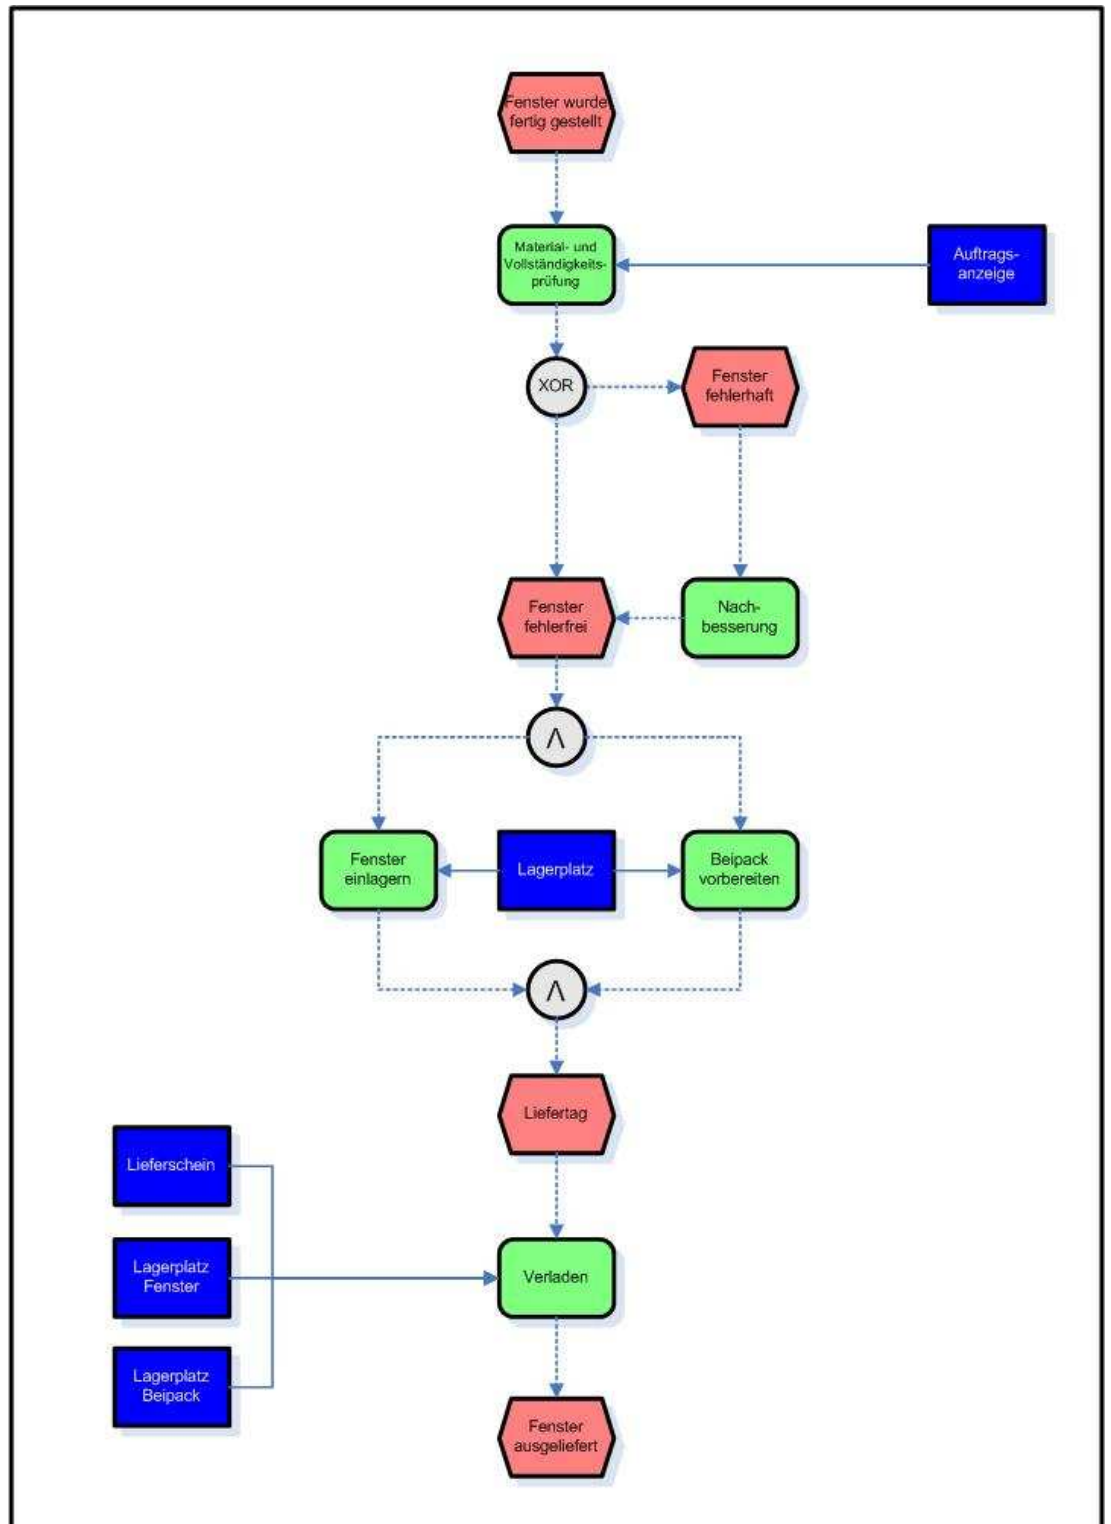 Fenster wurde
fertig gestellt
Material- und
Vollständigkeits-
prüfung
Auftrags-
anzeige
XOR
Fenster
fehlerhaft
Fenster
fehlerfrei
Nach-
besserung
Λ
Fenster
einlagern
Lagerplatz
Beipack
vorbereiten
Λ
Liefertag
Lieferschein
Lagerplatz
Fenster
Verladen
Lagerplatz
Beipack
Fenster
ausgeliefert